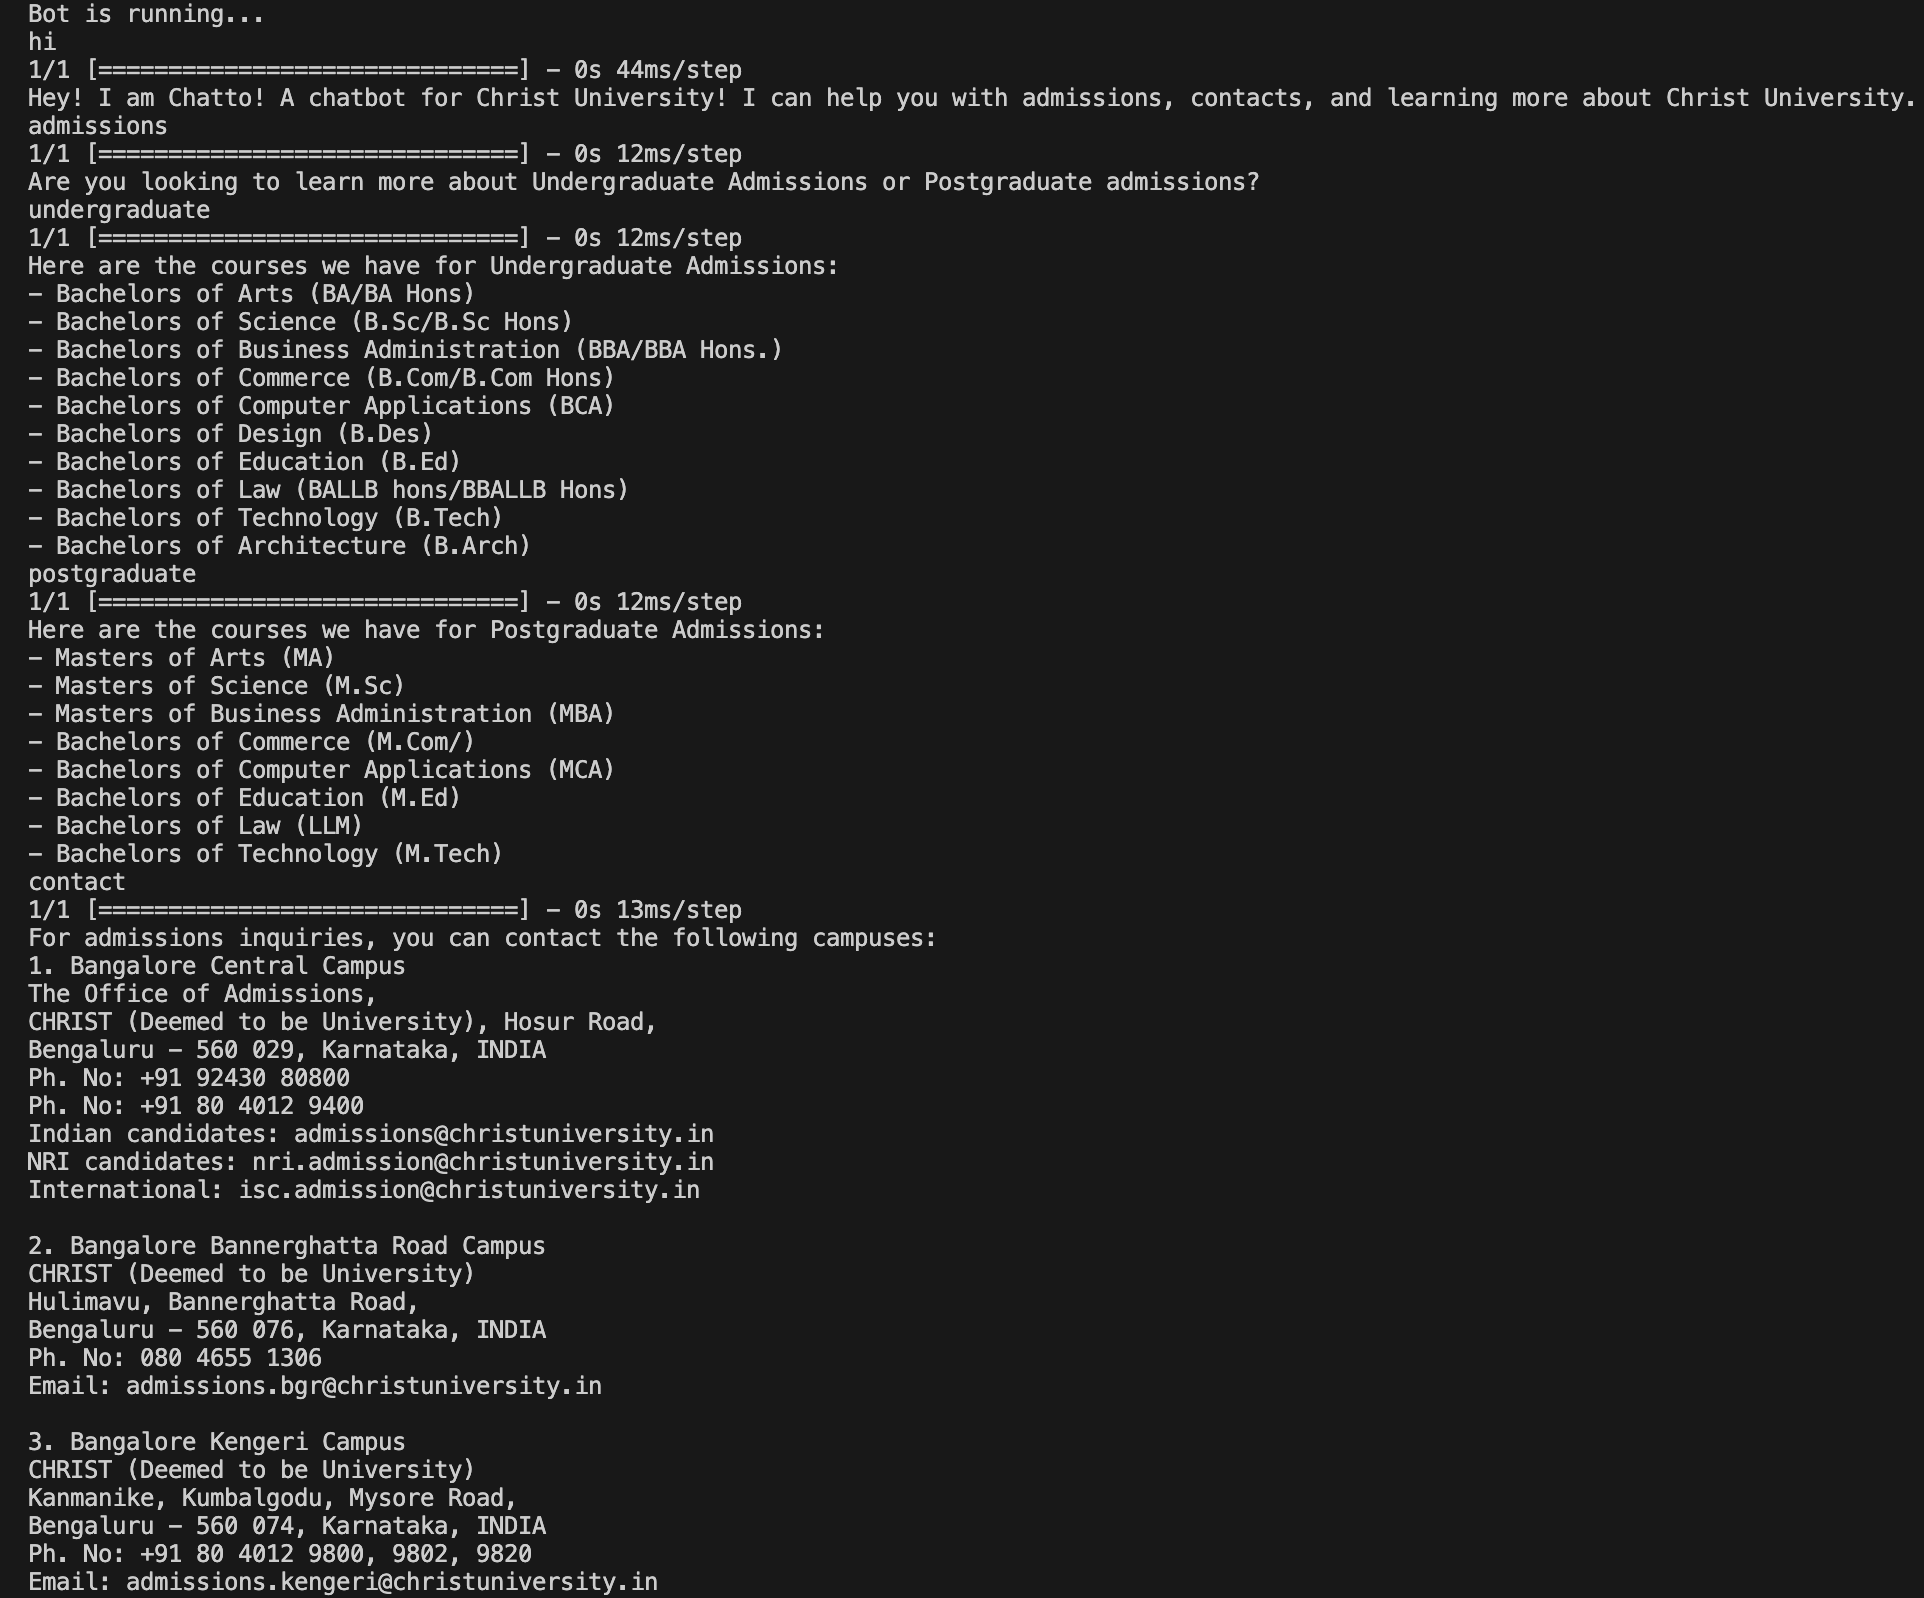 Bot is running...
hi
1/1 [==============================] - 0s 44ms/step
Hey! I am Chatto! A chatbot for Christ University! I can help you with admissions, contacts, and learning more about Christ University.
admissions
1/1 [==============================] - 0s 12ms/step
Are you looking to learn more about Undergraduate Admissions or Postgraduate admissions?
undergraduate
1/1 [==============================] - 0s 12ms/step
Here are the courses we have for Undergraduate Admissions:
- Bachelors of Arts (BA/BA Hons)
- Bachelors of Science (B.Sc/B.Sc Hons)
- Bachelors of Business Administration (BBA/BBA Hons.)
- Bachelors of Commerce (B.Com/B.Com Hons)
- Bachelors of Computer Applications (BCA)
- Bachelors of Design (B.Des)
- Bachelors of Education (B.Ed)
- Bachelors of Law (BALLB hons/BBALLB Hons)
- Bachelors of Technology (B.Tech)
- Bachelors of Architecture (B.Arch)
postgraduate
1/1 [==============================] - 0s 12ms/step
Here are the courses we have for Postgraduate Admissions:
- Masters of Arts (MA)
- Masters of Science (M.Sc)
- Masters of Business Administration (MBA)
- Bachelors of Commerce (M.Com/)
- Bachelors of Computer Applications (MCA)
- Bachelors of Education (M.Ed)
- Bachelors of Law (LLM)
- Bachelors of Technology (M.Tech)
contact
1/1 [==============================] - 0s 13ms/step
For admissions inquiries, you can contact the following campuses:
1. Bangalore Central Campus
The Office of Admissions,
CHRIST (Deemed to be University), Hosur Road,
Bengaluru - 560 029, Karnataka, INDIA
Ph. No: +91 92430 80800
Ph. No: +91 80 4012 9400
Indian candidates: admissions@christuniversity.in
NRI candidates: nri.admission@christuniversity.in
International: isc.admission@christuniversity.in

2. Bangalore Bannerghatta Road Campus
CHRIST (Deemed to be University)
Hulimavu, Bannerghatta Road,
Bengaluru - 560 076, Karnataka, INDIA
Ph. No: 080 4655 1306
Email: admissions.bgr@christuniversity.in

3. Bangalore Kengeri Campus
CHRIST (Deemed to be University)
Kanmanike, Kumbalgodu, Mysore Road,
Bengaluru - 560 074, Karnataka, INDIA
Ph. No: +91 80 4012 9800, 9802, 9820
Email: admissions.kengeri@christuniversity.in